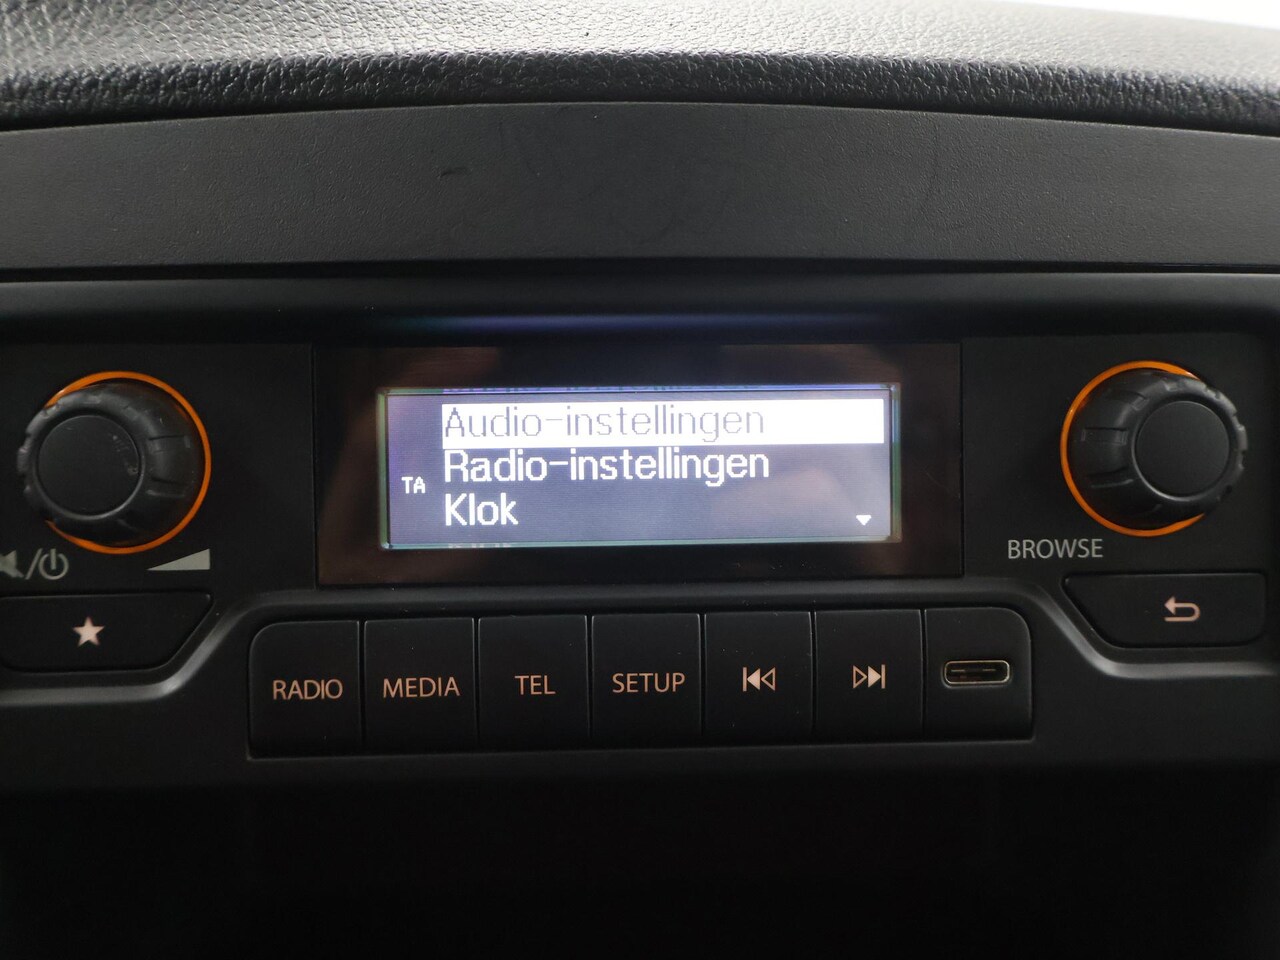 Audio-instellingen
Radio-instellingen
TA
Klok
BROWSE
RADIO
MEDIA
TEL
SETUP